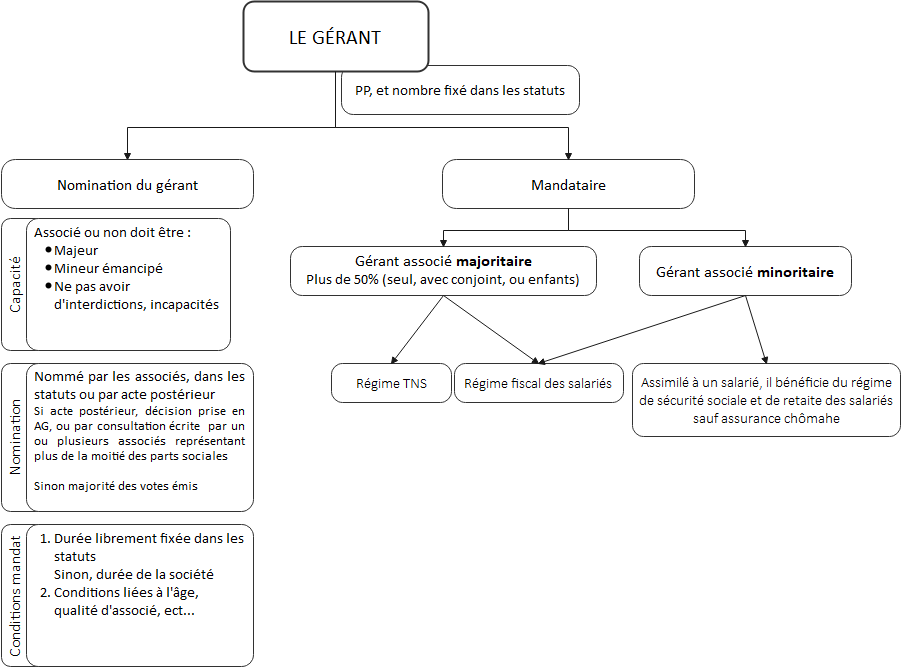 LE GÉRANT
PP, et nombre fixé dans les statuts
Nomination du gérant
Mandataire
Capacité
Associé ou non doit être :
● Majeur
● Mineur émancipé
● Ne pas avoir
d'interdictions, incapacités
Gérant associé majoritaire
Plus de 50% (seul, avec conjoint, ou enfants)
Gérant associé minoritaire
Régime TNS
Régime fiscal des salariés
Assimilé à un salarié, il bénéficie du régime
de sécurité sociale et de retaite des salariés
sauf assurance chômahe
Nomination
Nommé par les associés, dans les
statuts ou par acte postérieur
Si acte postérieur, décision prise en
AG, ou par consultation écrite par un
ou plusieurs associés représentant
plus de la moitié des parts sociales
Sinon majorité des votes émis
Conditions mandat
1. Durée librement fixée dans les
statuts
Sinon, durée de la société
2. Conditions liées à l'âge,
qualité d'associé, ect...